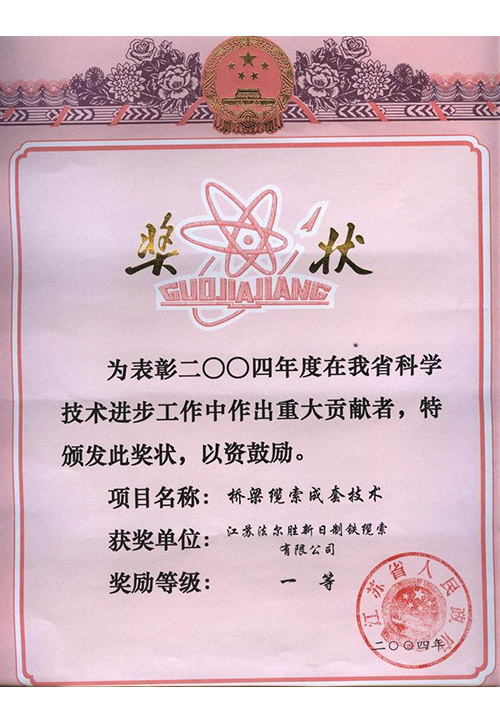 奖 状
GUOJIAJIANG
为表彰二〇〇四年度在我省科学
技术进步工作中作出重大贡献者，特
颁发此奖状，以资鼓励。
项目名称：桥梁缆索成套技术
获奖单位：江苏法尔胜新日制铁缆索
有限公司
奖励等级：一等
江苏省人民政府
二〇〇四年